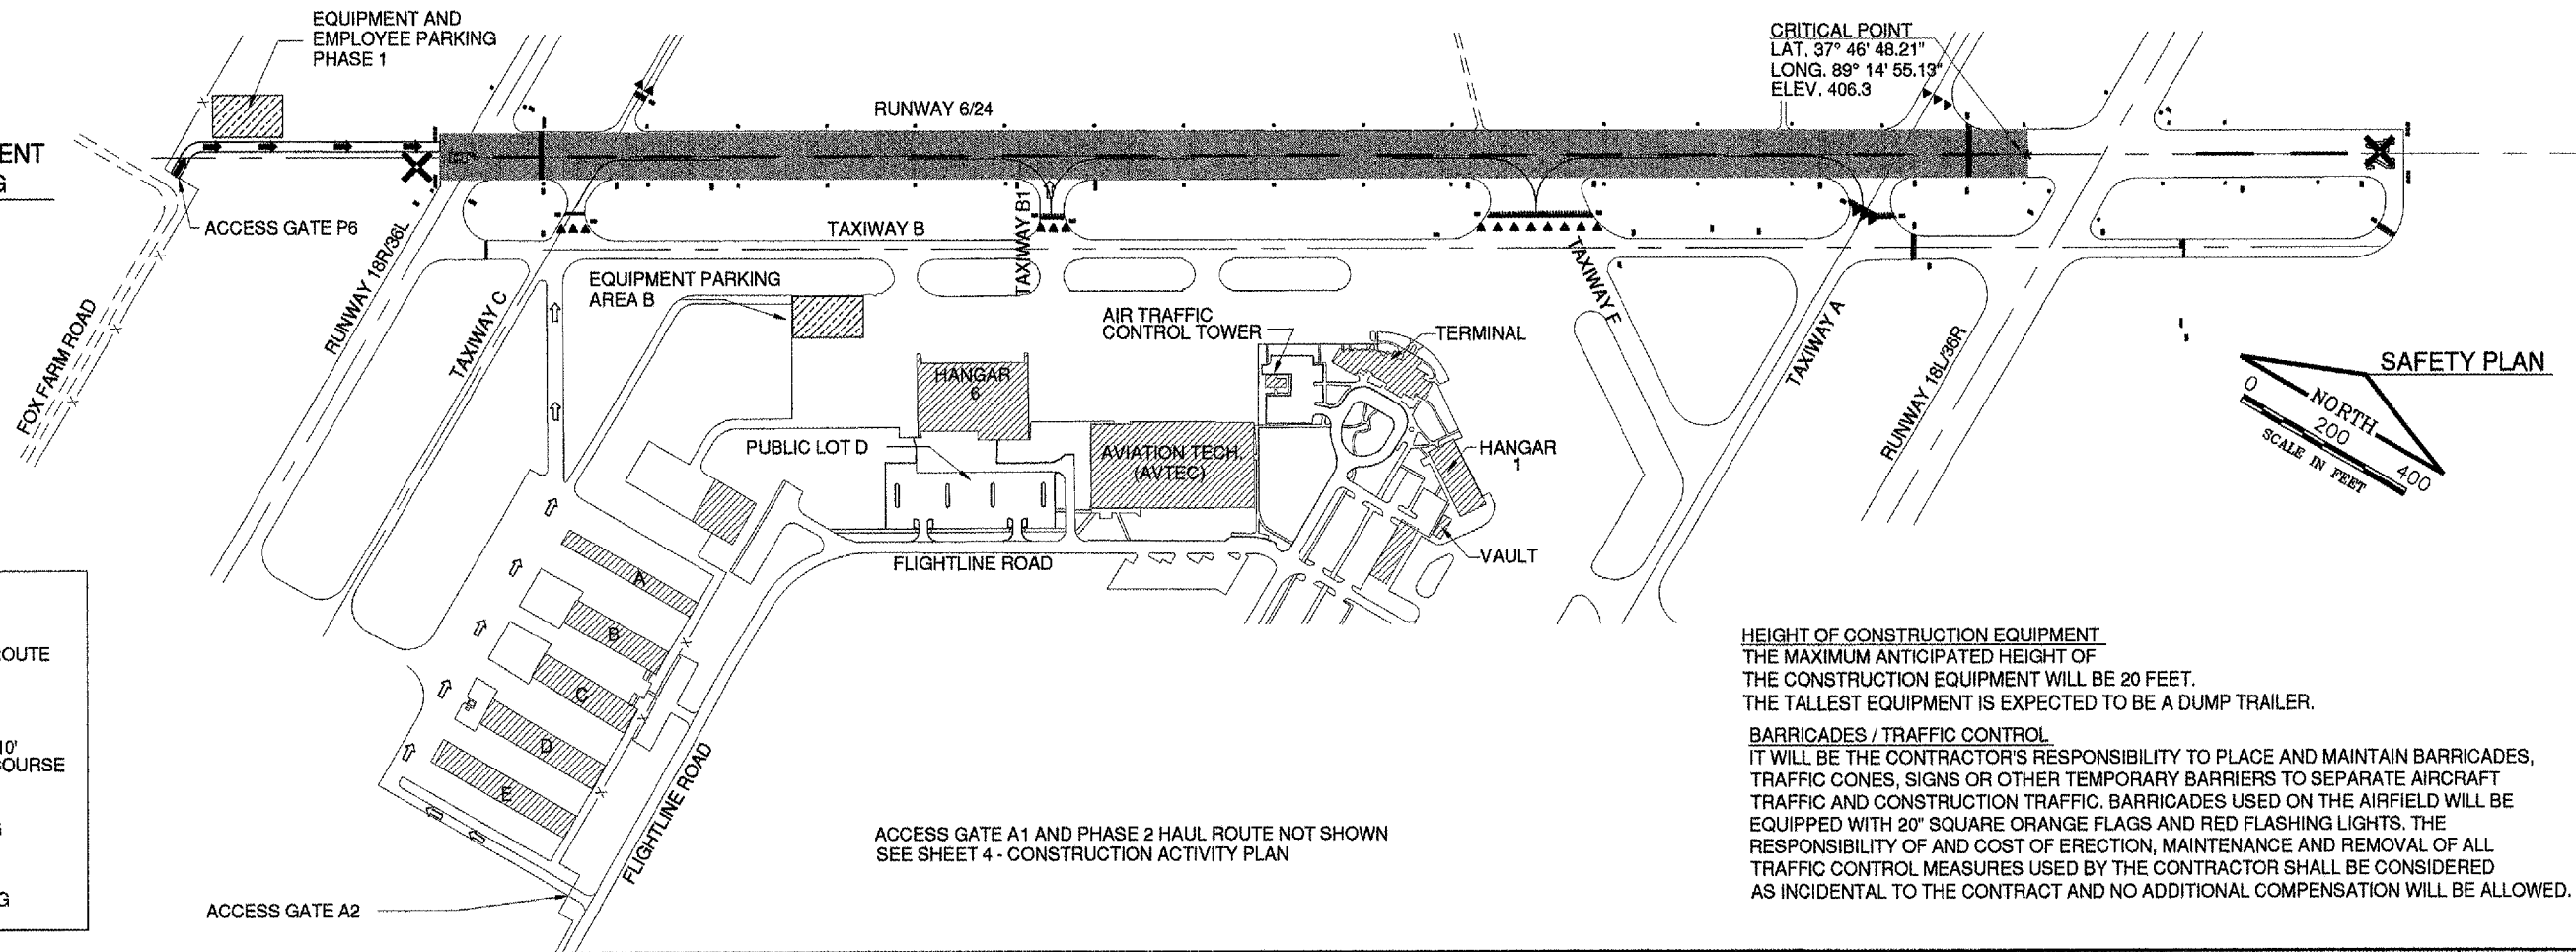 EQUIPMENT AND
EMPLOYEE PARKING
PHASE 1
CRITICAL POINT
LAT. 37° 46' 48.21"
LONG. 89° 14' 55.13"
ELEV. 406.3
RUNWAY 6/24
ENT
G
ACCESS GATE P6
TAXIWAY B
TAXIWAY B1
FOX FARM ROAD
RUNWAY 18R/36L
TAXIWAY C
EQUIPMENT PARKING
AREA B
TAXIWAY F
TAXIWAY A
RUNWAY 18L/36R
AIR TRAFFIC
CONTROL TOWER
TERMINAL
SAFETY PLAN
0
NORTH
200
400
SCALE IN FEET
HANGAR
6
PUBLIC LOT D
AVIATION TECH.
(AVTEC)
HANGAR
1
VAULT
FLIGHTLINE ROAD
A
B
C
D
E
FLIGHTLINE ROAD
OUTE
10'
COURSE
G
G
ACCESS GATE A2
ACCESS GATE A1 AND PHASE 2 HAUL ROUTE NOT SHOWN
SEE SHEET 4 - CONSTRUCTION ACTIVITY PLAN
HEIGHT OF CONSTRUCTION EQUIPMENT
THE MAXIMUM ANTICIPATED HEIGHT OF
THE CONSTRUCTION EQUIPMENT WILL BE 20 FEET.
THE TALLEST EQUIPMENT IS EXPECTED TO BE A DUMP TRAILER.
BARRICADES / TRAFFIC CONTROL
IT WILL BE THE CONTRACTOR'S RESPONSIBILITY TO PLACE AND MAINTAIN BARRICADES,
TRAFFIC CONES, SIGNS OR OTHER TEMPORARY BARRIERS TO SEPARATE AIRCRAFT
TRAFFIC AND CONSTRUCTION TRAFFIC. BARRICADES USED ON THE AIRFIELD WILL BE
EQUIPPED WITH 20" SQUARE ORANGE FLAGS AND RED FLASHING LIGHTS. THE
RESPONSIBILITY OF AND COST OF ERECTION, MAINTENANCE AND REMOVAL OF ALL
TRAFFIC CONTROL MEASURES USED BY THE CONTRACTOR SHALL BE CONSIDERED
AS INCIDENTAL TO THE CONTRACT AND NO ADDITIONAL COMPENSATION WILL BE ALLOWED.